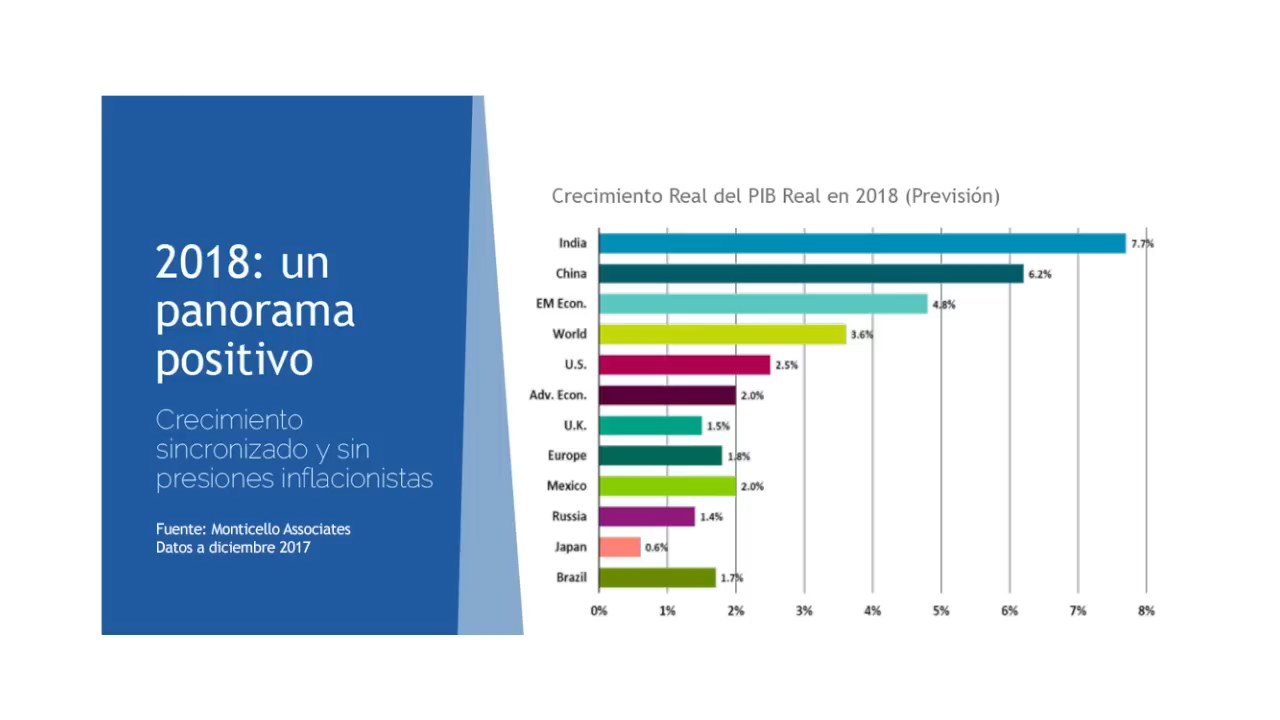 2018: un
panorama
positivo
Crecimiento
sincronizado y sin
presiones inflacionistas
Fuente: Monticello Associates
Datos a diciembre 2017
Crecimiento Real del PIB Real en 2018 (Previsión)
India 7.7%
China 6.2%
EM Econ. 4.8%
World 3.6%
U.S. 2.5%
Adv. Econ. 2.0%
U.K. 1.5%
Europe 1.8%
Mexico 2.0%
Russia 1.4%
Japan 0.6%
Brazil 1.7%
0% 1% 2% 3% 4% 5% 6% 7% 8%